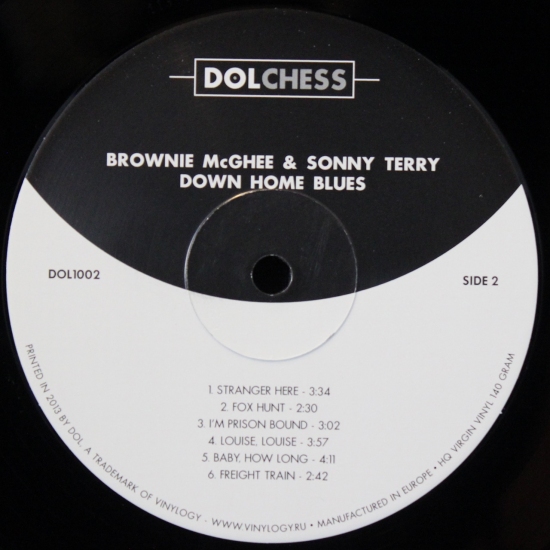 DOLCHESS
BROWNIE McGHEE & SONNY TERRY
DOWN HOME BLUES
DOL1002
SIDE 2
1. STRANGER HERE - 3:34
2. FOX HUNT - 2:30
3. I'M PRISON BOUND - 3:02
4. LOUISE, LOUISE - 3:57
5. BABY, HOW LONG - 4:11
6. FREIGHT TRAIN - 2:42
PRINTED IN 2013 BY DOL, A TRADEMARK OF VINYLOGY - WWW.VINYLOGY.RU • MANUFACTURED IN EUROPE • HQ VIRGIN VINYL 140 GRAM